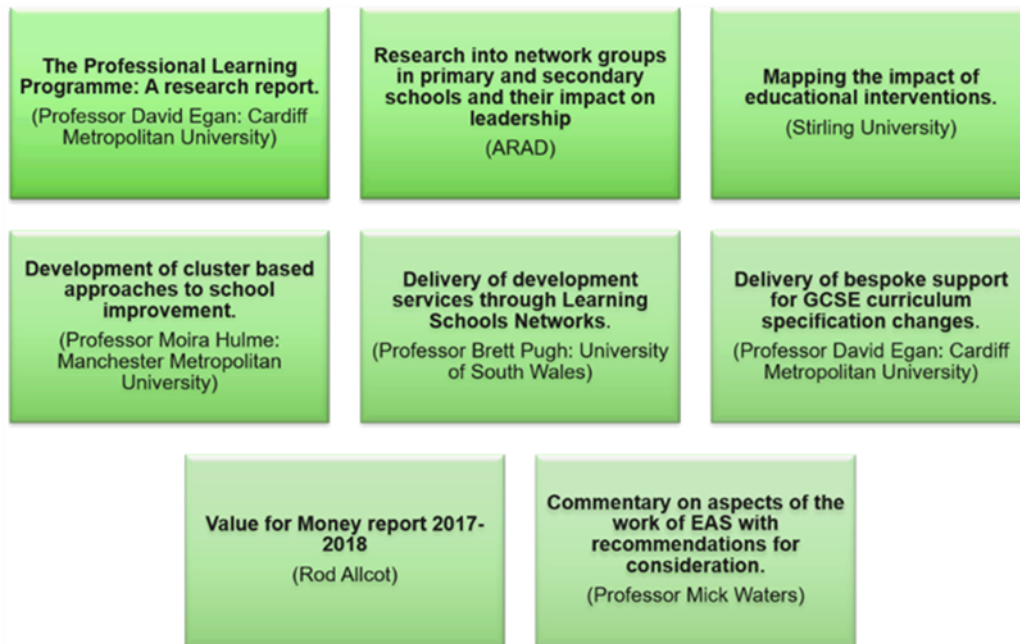 The Professional Learning
Programme: A research report.
(Professor David Egan: Cardiff
Metropolitan University)
Research into network groups
in primary and secondary
schools and their impact on
leadership
(ARAD)
Mapping the impact of
educational interventions.
(Stirling University)
Development of cluster based
approaches to school
improvement.
(Professor Moira Hulme:
Manchester Metropolitan
University)
Delivery of development
services through Learning
Schools Networks.
(Professor Brett Pugh: University
of South Wales)
Delivery of bespoke support
for GCSE curriculum
specification changes.
(Professor David Egan: Cardiff
Metropolitan University)
Value for Money report 2017-
2018
(Rod Allcot)
Commentary on aspects of the
work of EAS with
recommendations for
consideration.
(Professor Mick Waters)